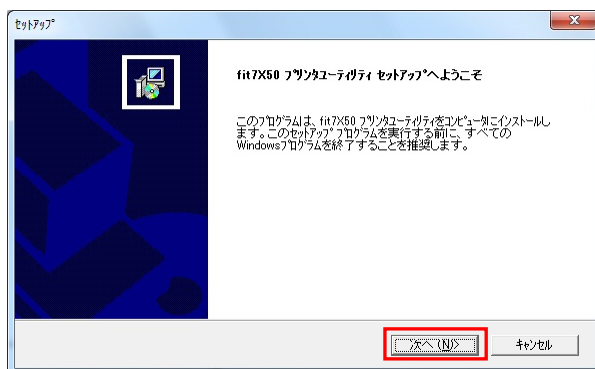 セットアップ
fit7X50 プリンタユーティリティ セットアップへようこそ
このプログラムは、fit7X50 プリンタユーティリティをコンピュータにインストールし
ます。このセットアップ プログラムを実行する前に、すべての
Windowsプログラムを終了することを推奨します。
次へ(N)>
キャンセル